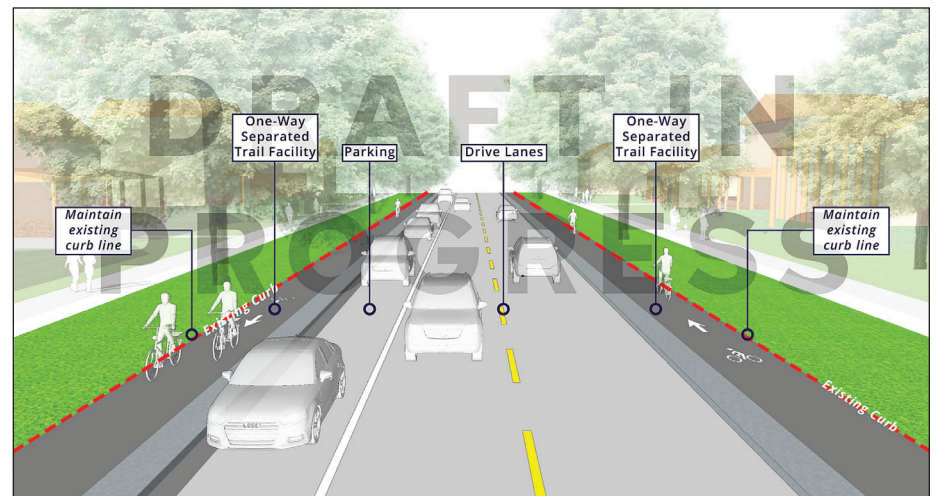 DRAFT IN
PROGRESS
One-Way
Separated
Trail Facility
Parking
Drive Lanes
One-Way
Separated
Trail Facility
Maintain
existing
curb line
Maintain
existing
curb line
Existing Curb
Existing Curb